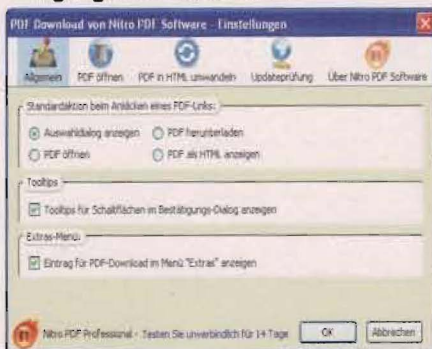 PDF Download von Nitro PDF Software - Einstellungen
Allgemein PDF öffnen PDF in HTML umwandeln Updateprüfung Über Nitro PDF Software
Standardaktion beim Anklicken eines PDF-Links:
Auswahldialog anzeigen PDF herunterladen
PDF öffnen PDF als HTML anzeigen
Tooltips
Tooltips für Schaltflächen im Bestätigungs-Dialog anzeigen
Extras-Menü:
Eintrag für PDF-Download im Menü "Extras" anzeigen
Nitro PDF Professional - Testen Sie unverbindlich für 14 Tage OK Abbrechen